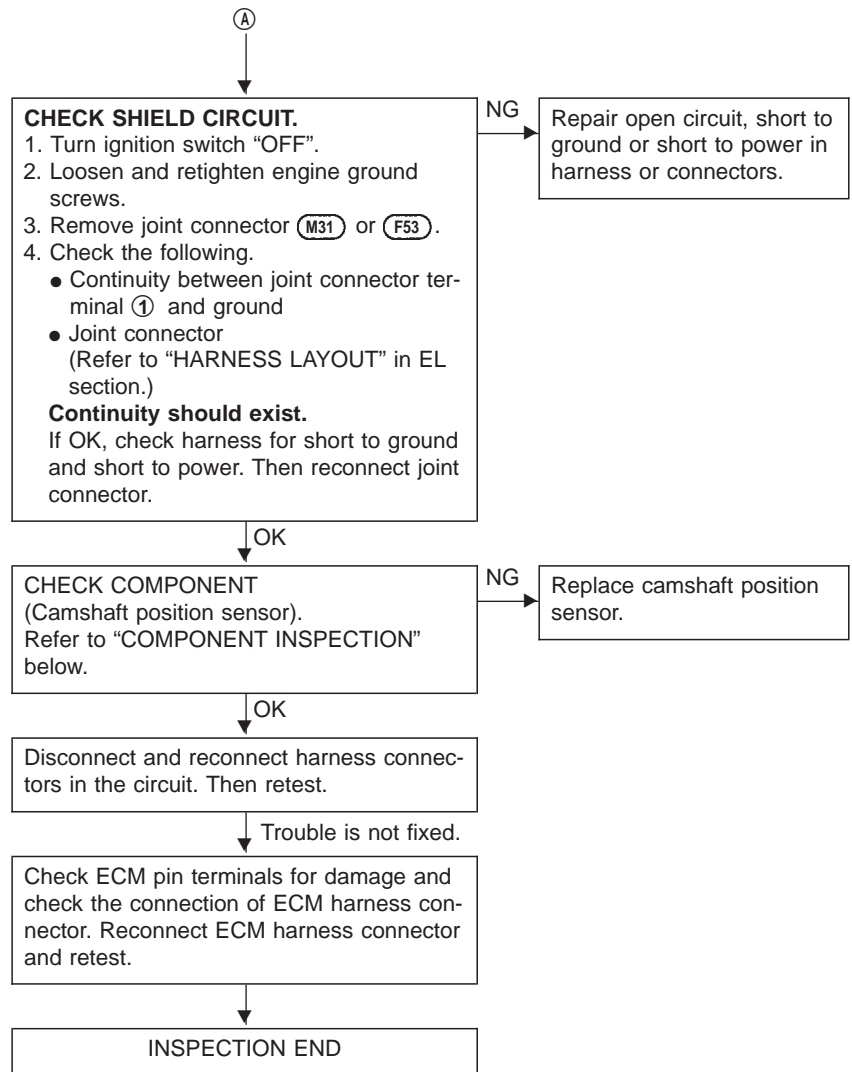 Ⓐ
CHECK SHIELD CIRCUIT.
1. Turn ignition switch “OFF”.
2. Loosen and retighten engine ground
screws.
3. Remove joint connector M31 or F53.
4. Check the following.
● Continuity between joint connector ter-
minal ① and ground
● Joint connector
(Refer to “HARNESS LAYOUT” in EL
section.)
Continuity should exist.
If OK, check harness for short to ground
and short to power. Then reconnect joint
connector.
NG
Repair open circuit, short to
ground or short to power in
harness or connectors.
OK
CHECK COMPONENT
(Camshaft position sensor).
Refer to “COMPONENT INSPECTION”
below.
NG
Replace camshaft position
sensor.
OK
Disconnect and reconnect harness connec-
tors in the circuit. Then retest.
Trouble is not fixed.
Check ECM pin terminals for damage and
check the connection of ECM harness con-
nector. Reconnect ECM harness connector
and retest.
INSPECTION END